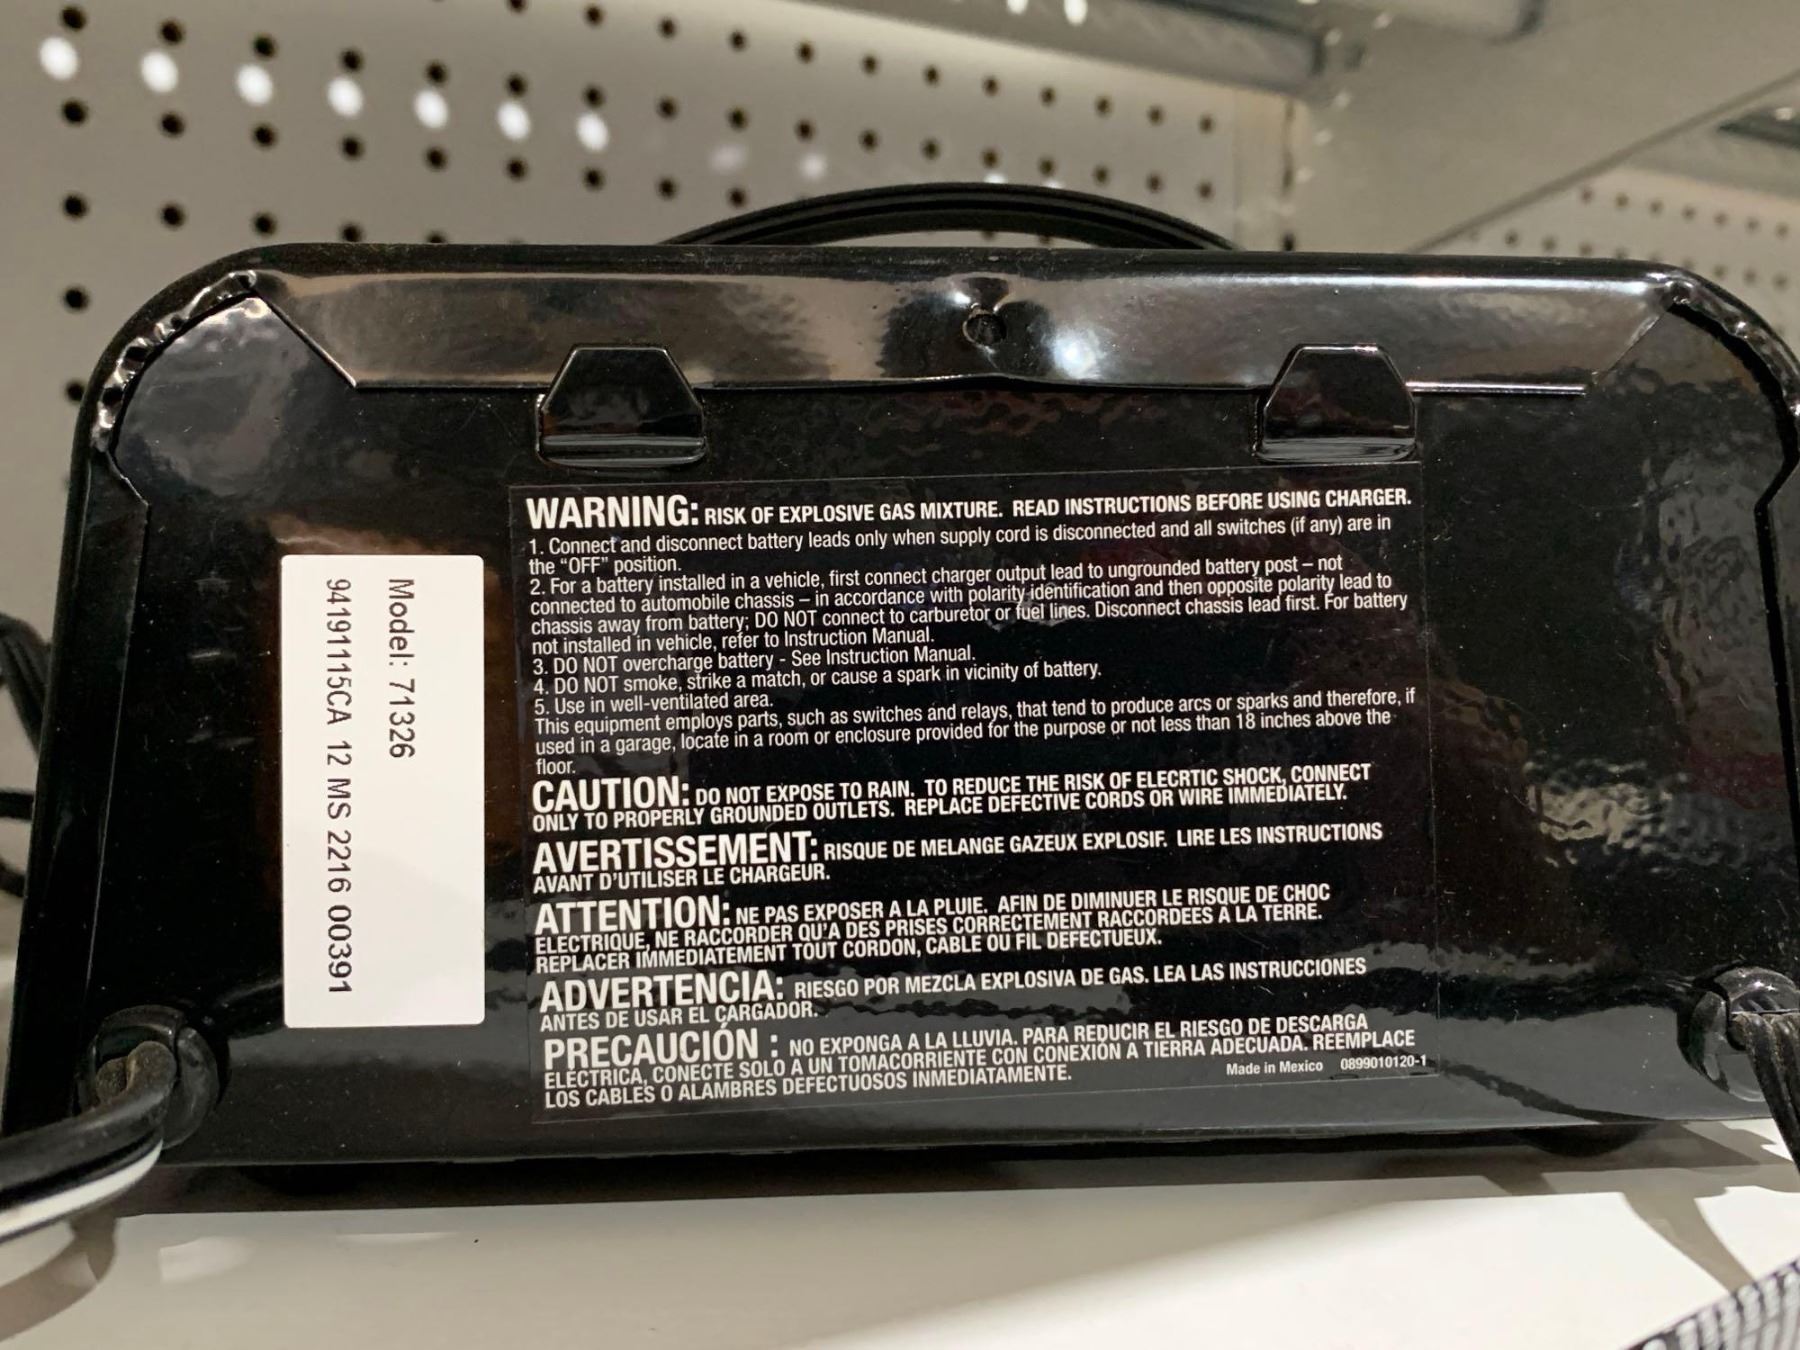 Model: 71326
94191115CA 12 MS 2216 00391
WARNING: RISK OF EXPLOSIVE GAS MIXTURE. READ INSTRUCTIONS BEFORE USING CHARGER.
1. Connect and disconnect battery leads only when supply cord is disconnected and all switches (if any) are in
the “OFF” position.
2. For a battery installed in a vehicle, first connect charger output lead to ungrounded battery post – not
connected to automobile chassis – in accordance with polarity identification and then opposite polarity lead to
chassis away from battery; DO NOT connect to carburetor or fuel lines. Disconnect chassis lead first. For battery
not installed in vehicle, refer to Instruction Manual.
3. DO NOT overcharge battery - See Instruction Manual.
4. DO NOT smoke, strike a match, or cause a spark in vicinity of battery.
5. Use in well-ventilated area.
This equipment employs parts, such as switches and relays, that tend to produce arcs or sparks and therefore, if
used in a garage, locate in a room or enclosure provided for the purpose or not less than 18 inches above the
floor.
CAUTION: DO NOT EXPOSE TO RAIN. TO REDUCE THE RISK OF ELECRTIC SHOCK, CONNECT
ONLY TO PROPERLY GROUNDED OUTLETS. REPLACE DEFECTIVE CORDS OR WIRE IMMEDIATELY.
AVERTISSEMENT: RISQUE DE MELANGE GAZEUX EXPLOSIF. LIRE LES INSTRUCTIONS
AVANT D'UTILISER LE CHARGEUR.
ATTENTION: NE PAS EXPOSER A LA PLUIE. AFIN DE DIMINUER LE RISQUE DE CHOC
ELECTRIQUE, NE RACCORDER QU'A DES PRISES CORRECTEMENT RACCORDEES A LA TERRE.
REPLACER IMMEDIATEMENT TOUT CORDON, CABLE OU FIL DEFECTUEUX.
ADVERTENCIA: RIESGO POR MEZCLA EXPLOSIVA DE GAS. LEA LAS INSTRUCCIONES
ANTES DE USAR EL CARGADOR.
PRECAUCIÓN : NO EXPONGA A LA LLUVIA. PARA REDUCIR EL RIESGO DE DESCARGA
ELÉCTRICA, CONECTE SOLO A UN TOMACORRIENTE CON CONEXIÓN A TIERRA ADECUADA. REEMPLACE
LOS CABLES O ALAMBRES DEFECTUOSOS INMEDIATAMENTE.
Made in Mexico 0899010120-1